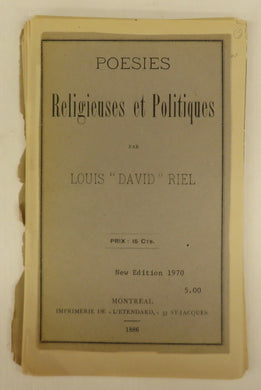 POESIES
Religieuses et Politiques
PAR
LOUIS "DAVID" RIEL
PRIX : 15 CTS.
New Edition 1970
5.00
MONTREAL
IMPRIMERIE DE «L'ETENDARD,» 37 ST-JACQUES
1886